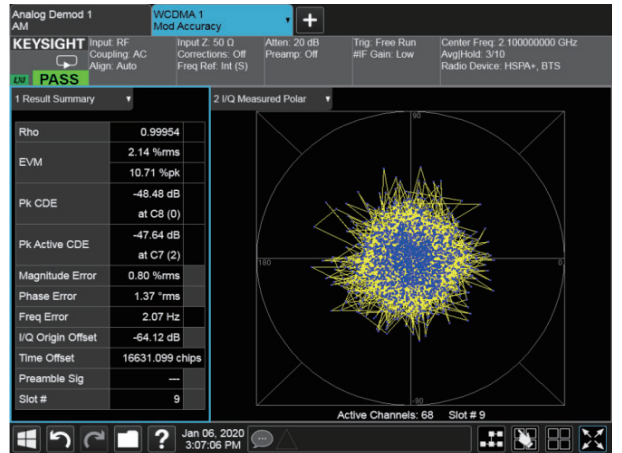 Analog Demod 1
AM
WCDMA 1
Mod Accuracy
KEYSIGHT
Input: RF
Coupling: AC
Align: Auto
Input Z: 50 Ω
Corrections: Off
Freq Ref: Int (S)
Atten: 20 dB
Preamp: Off
Trig: Free Run
#IF Gain: Low
Center Freq: 2.100000000 GHz
Avg|Hold: 3/10
Radio Device: HSPA+, BTS
LXI
PASS
1 Result Summary
2 I/Q Measured Polar
Rho 0.99954
EVM 2.14 %rms
10.71 %pk
Pk CDE -48.48 dB
at C8 (0)
Pk Active CDE -47.64 dB
at C7 (2)
Magnitude Error 0.80 %rms
Phase Error 1.37 °rms
Freq Error 2.07 Hz
I/Q Origin Offset -64.12 dB
Time Offset 16631.099 chips
Preamble Sig ---
Slot # 9
90
180
0
-90
Active Channels: 68 Slot # 9
?
Jan 06, 2020
3:07:06 PM